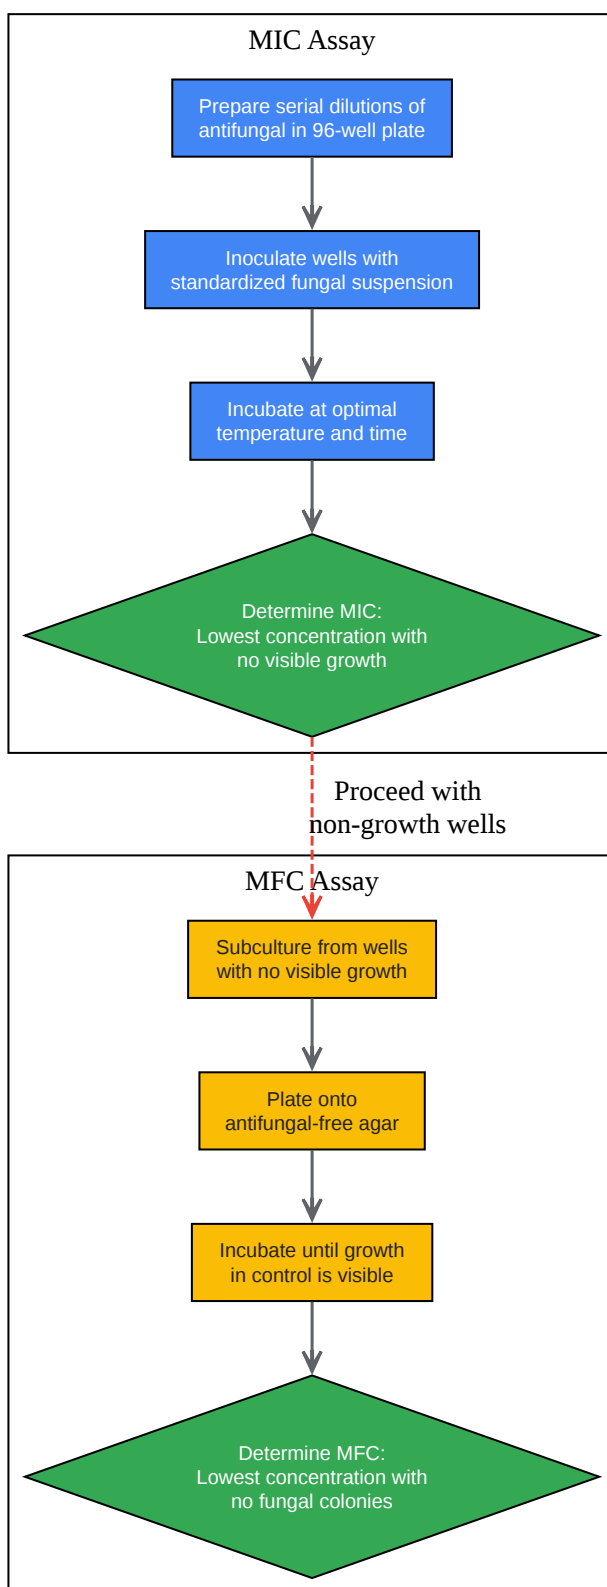 MIC Assay
Prepare serial dilutions of
antifungal in 96-well plate
Inoculate wells with
standardized fungal suspension
Incubate at optimal
temperature and time
Determine MIC:
Lowest concentration with
no visible growth
Proceed with
non-growth wells
MFC Assay
Subculture from wells
with no visible growth
Plate onto
antifungal-free agar
Incubate until growth
in control is visible
Determine MFC:
Lowest concentration with
no fungal colonies